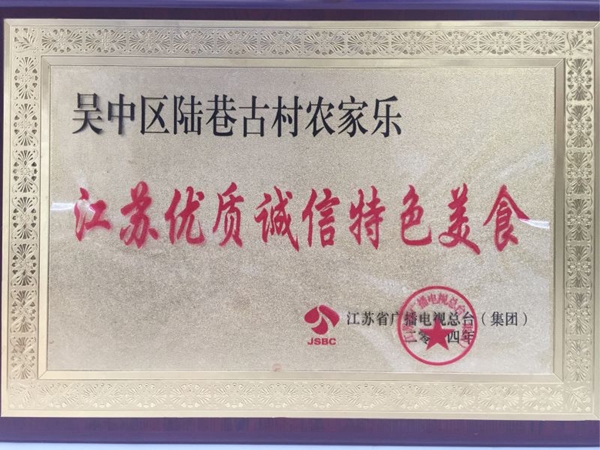 吴中区陆巷古村农家乐
江苏优质诚信特色美食
JSBC
江苏省广播电视总台（集团）
二零一四年